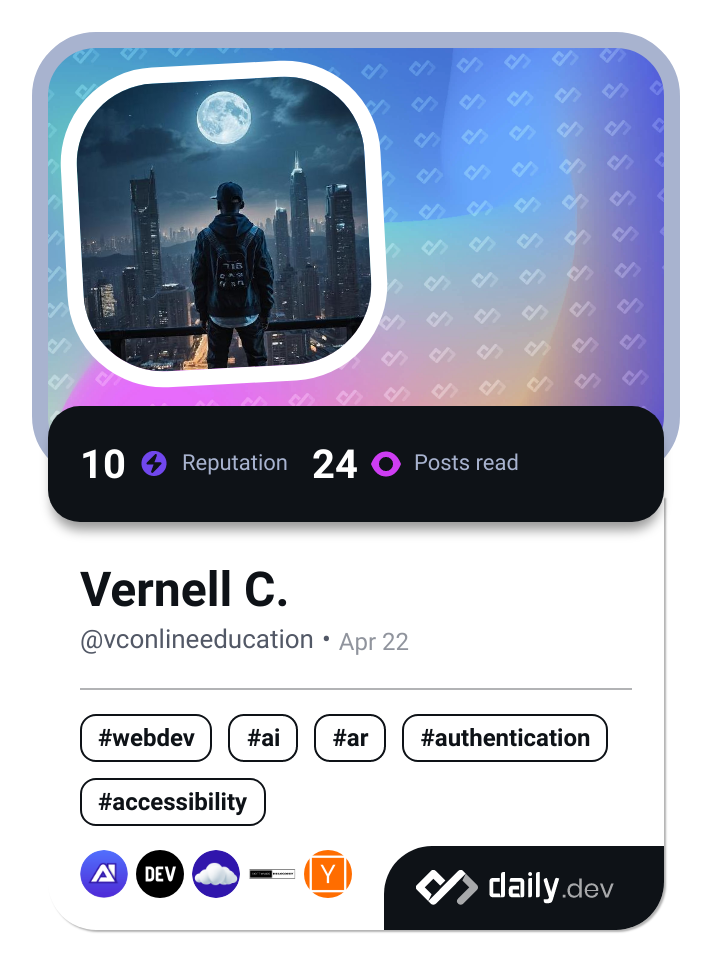 10 Reputation 24 Posts read
Vernell C.
@vconlineeducation • Apr 22
#webdev #ai #ar #authentication
#accessibility
DEV Y daily.dev